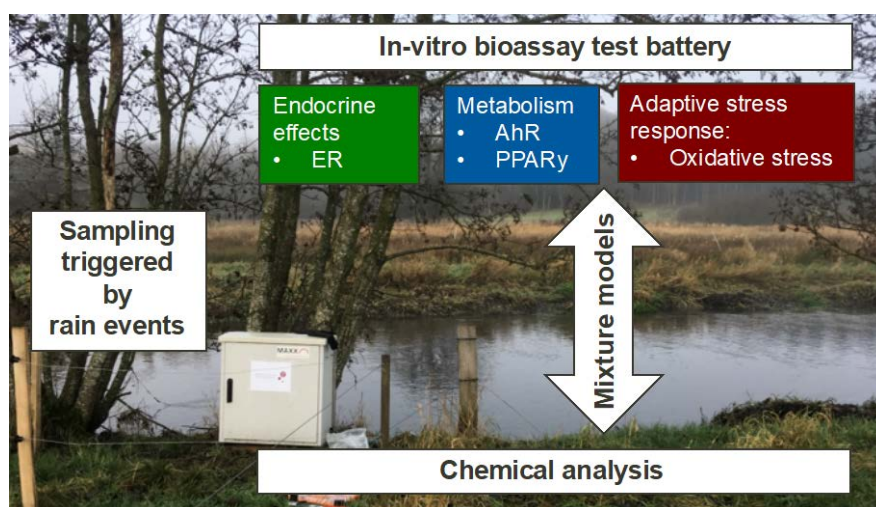 In-vitro bioassay test battery
Endocrine
effects
• ER
Metabolism
• AhR
• PPARy
Adaptive stress
response:
• Oxidative stress
Sampling
triggered
by
rain events
Mixture models
MAXX
Chemical analysis